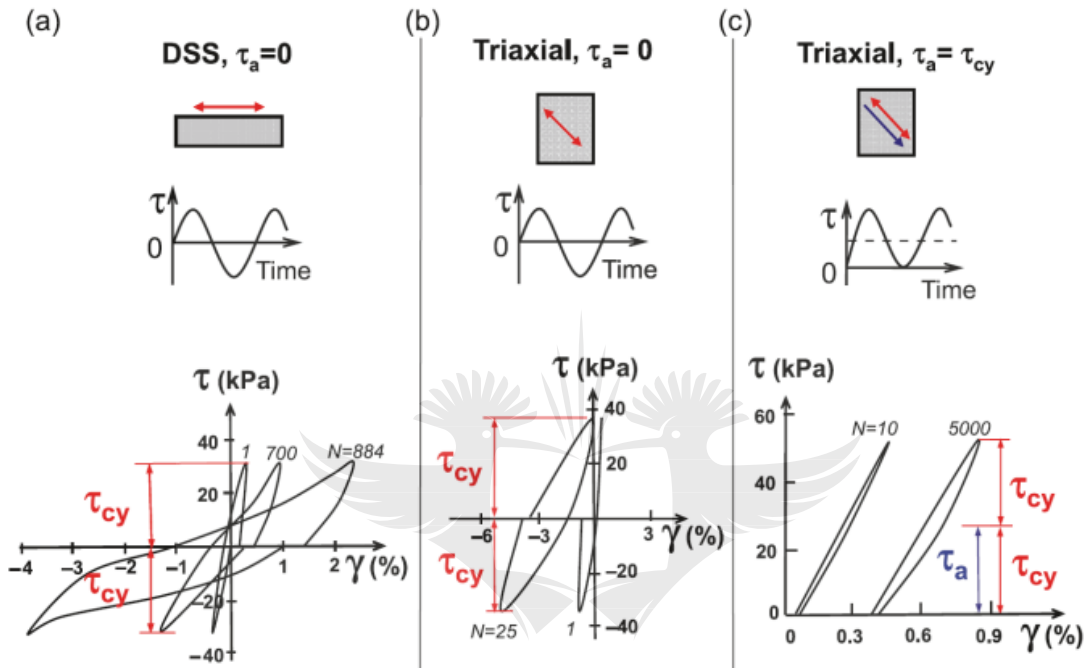 (a)
DSS, τa=0
τ
0
Time
τ (kPa)
40
20
1
700
N=884
τcy
τcy
−4
−3
−2
−1
1
2
γ (%)
−20
−40
(b)
Triaxial, τa= 0
τ
0
Time
τ (kPa)
40
20
τcy
τcy
−6
−3
3
γ (%)
−20
−40
N=25
1
(c)
Triaxial, τa= τcy
τ
0
Time
τ (kPa)
60
40
20
0
N=10
5000
τcy
τa
τcy
0
0.3
0.6
0.9
γ (%)